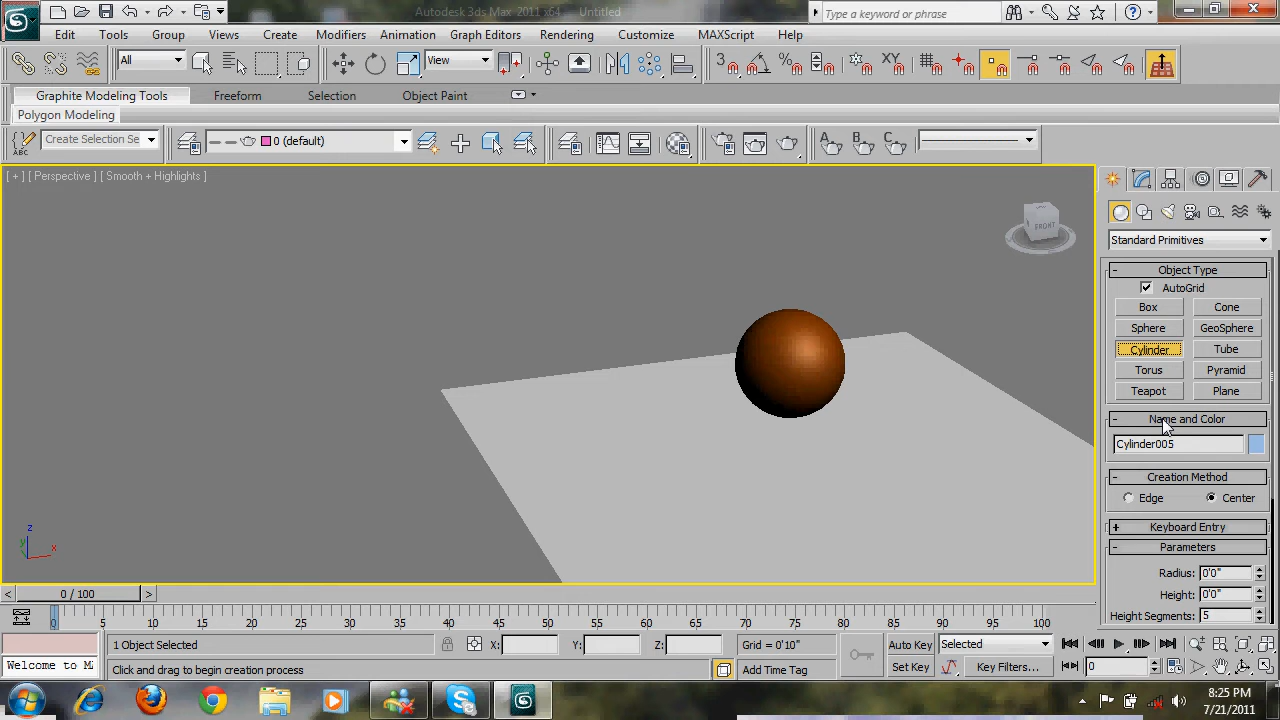 Autodesk 3ds Max 2011 x64 Untitled
Type a keyword or phrase
Edit Tools Group Views Create Modifiers Animation Graph Editors Rendering Customize MAXScript Help
All View 3 % XY
Graphite Modeling Tools Freeform Selection Object Paint
Polygon Modeling
ABC Create Selection Se 0 (default) A B C
[ + ] [ Perspective ] [ Smooth + Highlights ]
FRONT
Standard Primitives
- Object Type
AutoGrid
Box Cone
Sphere GeoSphere
Cylinder Tube
Torus Pyramid
Teapot Plane
- Name and Color
Cylinder005
- Creation Method
Edge Center
+ Keyboard Entry
- Parameters
Radius: 0'0"
Height: 0'0"
Height Segments: 5
z
y x
< 0 / 100 >
0 5 10 15 20 25 30 35 40 45 50 55 60 65 70 75 80 85 90 95 100
1 Object Selected X: Y: Z: Grid = 0'10" Auto Key Selected
Welcome to M Click and drag to begin creation process Add Time Tag Set Key Key Filters... 0
8:25 PM
7/21/2011